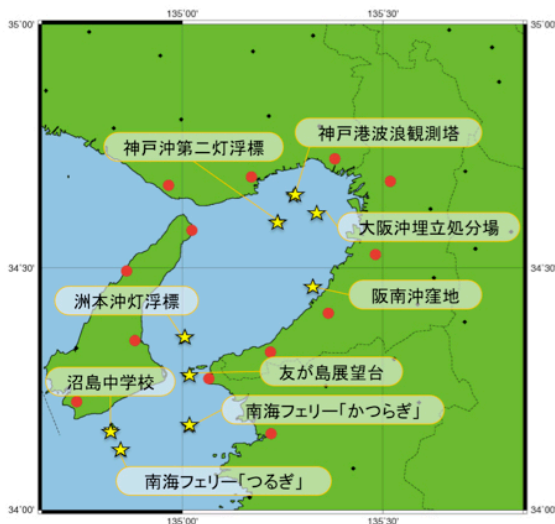 135°00'
135°30'
35°00'
35°00'
神戸港波浪観測塔
神戸沖第二灯浮標
大阪沖埋立処分場
34°30'
34°30'
阪南沖窪地
洲本沖灯浮標
友が島展望台
沼島中学校
南海フェリー「かつらぎ」
南海フェリー「つるぎ」
34°00'
34°00'
135°00'
135°30'